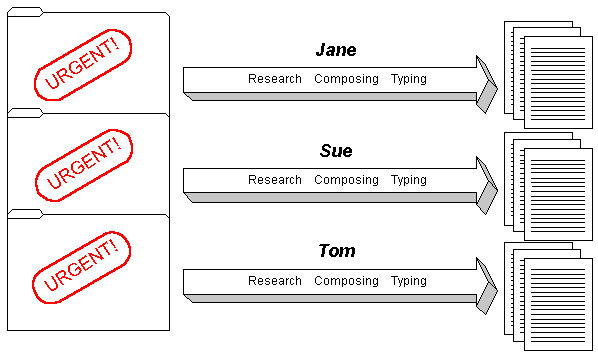 URGENT!
Jane
Research Composing Typing
URGENT!
Sue
Research Composing Typing
URGENT!
Tom
Research Composing Typing